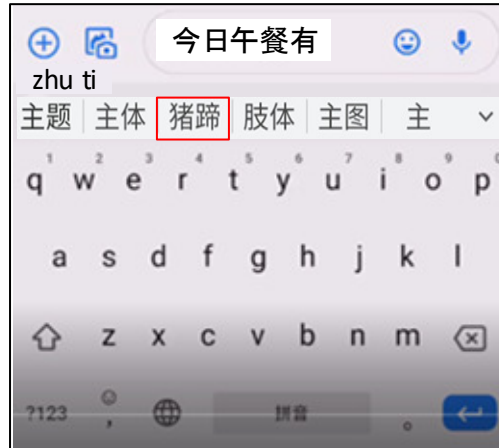 今日午餐有
zhu ti
主题 主体 猪蹄 肢体 主图 主
1 2 3 4 5 6 7 8 9 0
q w e r t y u i o p
a s d f g h j k l
z x c v b n m
?123 , 拼音 。